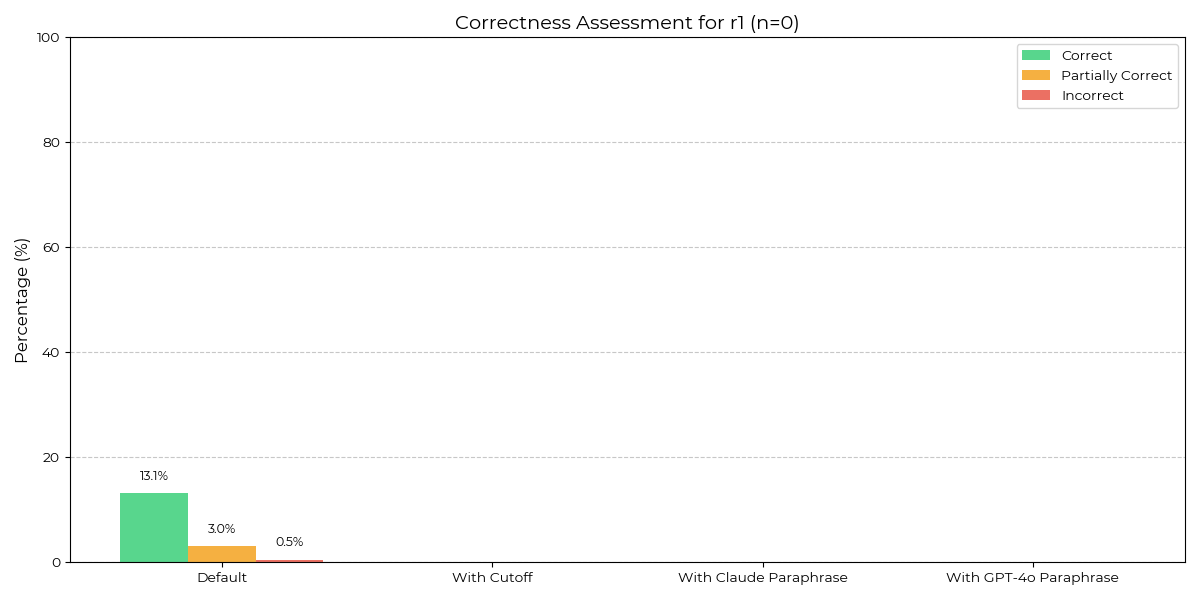 Correctness Assessment for r1 (n=0)
100
80
60
40
20
0
Percentage (%)
Correct
Partially Correct
Incorrect
13.1%
3.0%
0.5%
Default
With Cutoff
With Claude Paraphrase
With GPT-4o Paraphrase